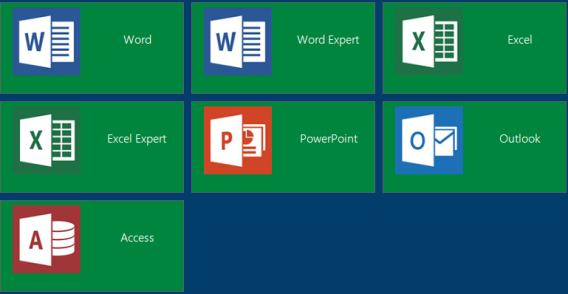 W Word
W Word Expert
X Excel
X Excel Expert
P PowerPoint
O Outlook
A Access